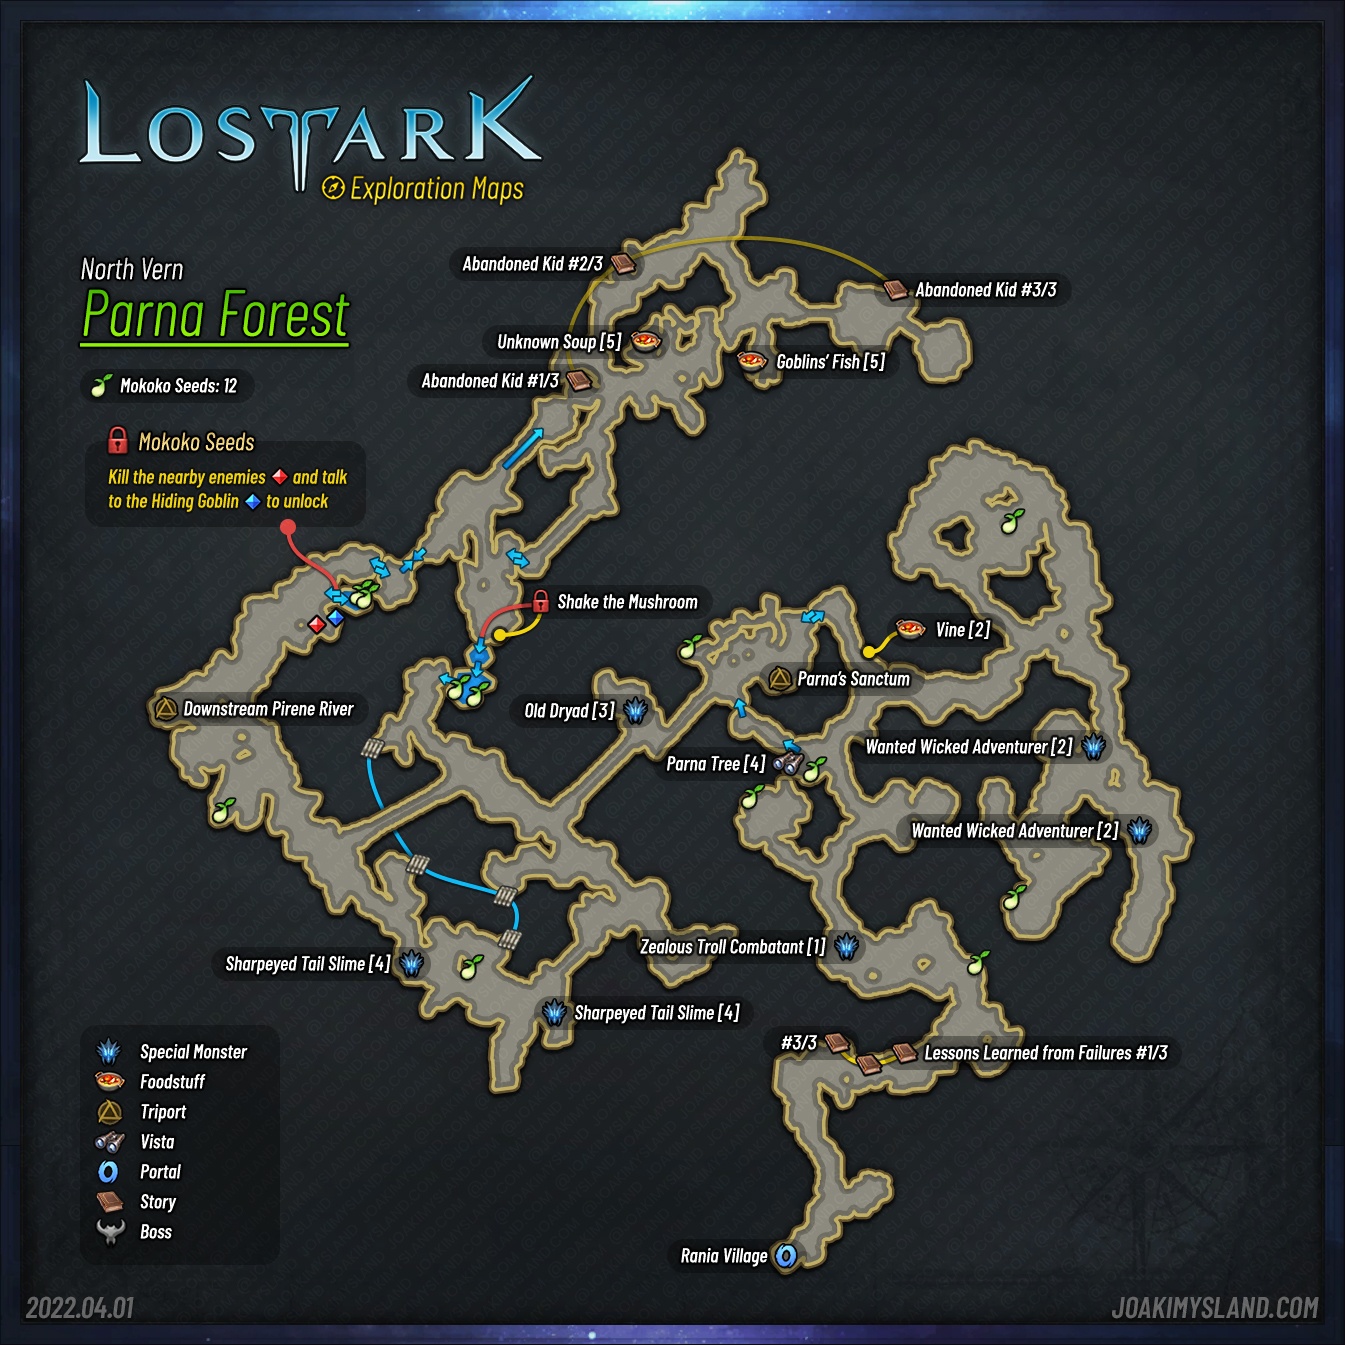 LOSTARK
Exploration Maps
North Vern
Parna Forest
Mokoko Seeds: 12
Mokoko Seeds
Kill the nearby enemies and talk
to the Hiding Goblin to unlock
Abandoned Kid #2/3
Abandoned Kid #3/3
Unknown Soup [5]
Goblins' Fish [5]
Abandoned Kid #1/3
Shake the Mushroom
Vine [2]
Parna's Sanctum
Downstream Pirene River
Old Dryad [3]
Wanted Wicked Adventurer [2]
Parna Tree [4]
Wanted Wicked Adventurer [2]
Zealous Troll Combatant [1]
Sharpeyed Tail Slime [4]
Sharpeyed Tail Slime [4]
#3/3
Lessons Learned from Failures #1/3
Special Monster
Foodstuff
Triport
Vista
Portal
Story
Boss
Rania Village
2022.04.01
JOAKIMYSLAND.COM